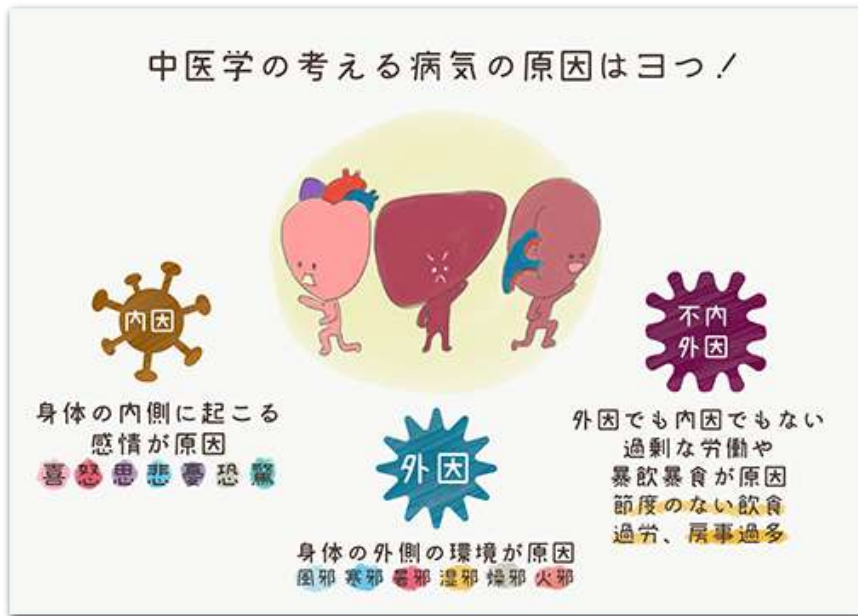 中医学の考える病気の原因はヨつ！
内因
身体の内側に起こる
感情が原因
喜 怒 思 悲 憂 恐 驚
外因
身体の外側の環境が原因
風邪 寒邪 暑邪 湿邪 燥邪 火邪
不内
外因
外因でも内因でもない
過剰な労働や
暴飲暴食が原因
節度のない飲食
過労、房事過多